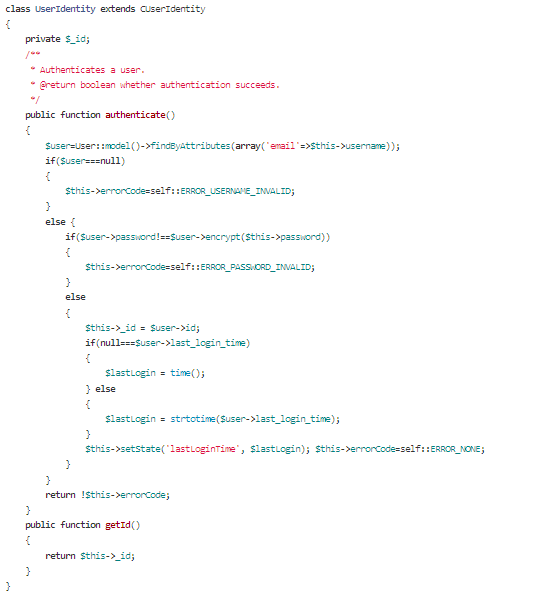 class UserIdentity extends CUserIdentity
{
    private $_id;
    /**
     * Authenticates a user.
     * @return boolean whether authentication succeeds.
     */
    public function authenticate()
    {
        $user=User::model()->findByAttributes(array('email'=>$this->username));
        if($user===null)
        {
            $this->errorCode=self::ERROR_USERNAME_INVALID;
        }
        else {
            if($user->password!==$user->encrypt($this->password))
            {
                $this->errorCode=self::ERROR_PASSWORD_INVALID;
            }
            else
            {
                $this->_id = $user->id;
                if(null===$user->last_login_time)
                {
                    $lastLogin = time();
                } else
                {
                    $lastLogin = strtotime($user->last_login_time);
                }
                $this->setState('lastLoginTime', $lastLogin); $this->errorCode=self::ERROR_NONE;
            }
        }
        return !$this->errorCode;
    }
    public function getId()
    {
        return $this->_id;
    }
}